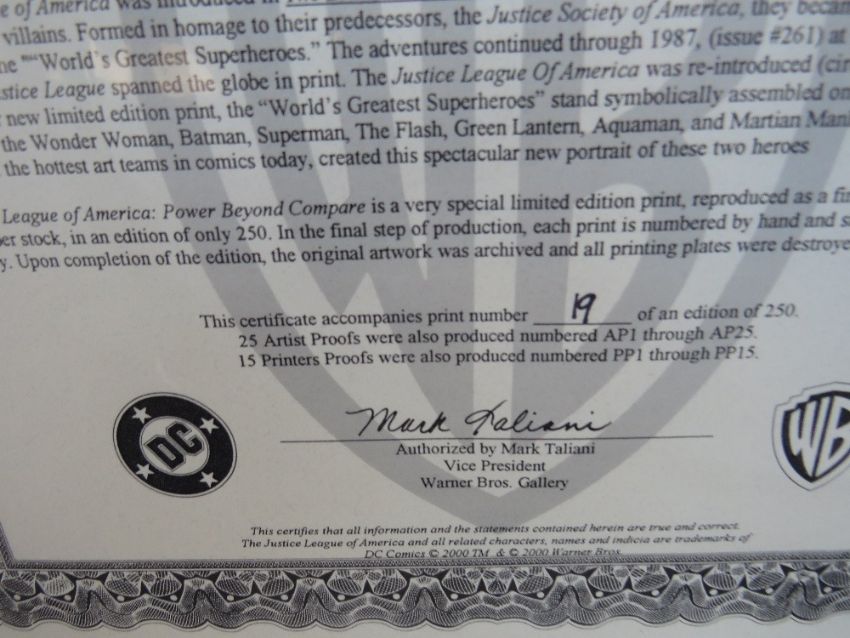 of America was introduced in
villains. Formed in homage to their predecessors, the Justice Society of America, they
""World's Greatest Superheroes." The adventures continued through 1987, (issue #261) at
League spanned the globe in print. The Justice League Of America was re-introduced
new limited edition print, the "World's Greatest Superheroes" stand symbolically assembled on
the Wonder Woman, Batman, Superman, The Flash, Green Lantern, Aquaman, and Martian
the hottest art teams in comics today, created this spectacular new portrait of these two heroes
League of America: Power Beyond Compare is a very special limited edition print, reproduced as a
stock, in an edition of only 250. In the final step of production, each print is numbered by hand and
Upon completion of the edition, the original artwork was archived and all printing plates were
This certificate accompanies print number 19 of an edition of 250.
25 Artist Proofs were also produced numbered AP1 through AP25.
15 Printers Proofs were also produced numbered PP1 through PP15.
Mark Taliani
DC
WB
Authorized by Mark Taliani
Vice President
Warner Bros. Gallery
This certifies that all information and the statements contained herein are true and correct.
The Justice League of America and all related characters, names and indicia are trademarks of
DC Comics © 2000 TM & © 2000 Warner Bros.